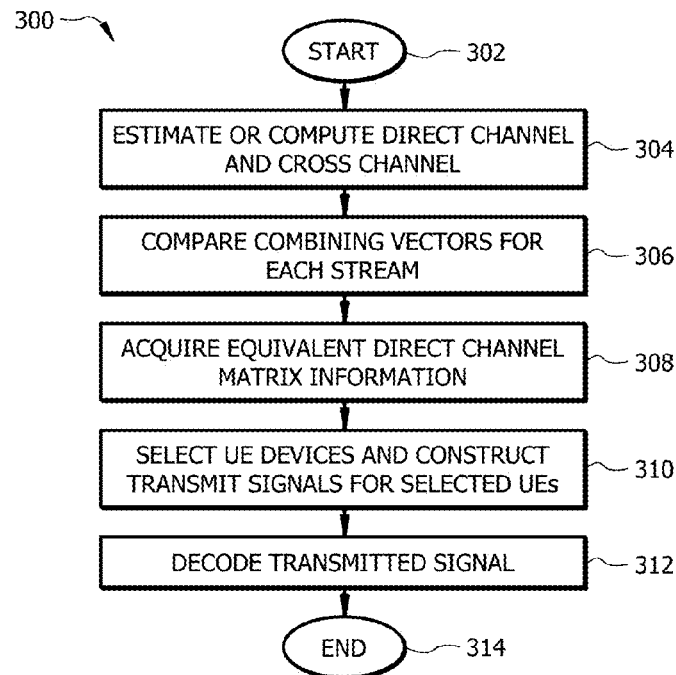 300
START
302
ESTIMATE OR COMPUTE DIRECT CHANNEL
AND CROSS CHANNEL
304
COMPARE COMBINING VECTORS FOR
EACH STREAM
306
ACQUIRE EQUIVALENT DIRECT CHANNEL
MATRIX INFORMATION
308
SELECT UE DEVICES AND CONSTRUCT
TRANSMIT SIGNALS FOR SELECTED UEs
310
DECODE TRANSMITTED SIGNAL
312
END
314